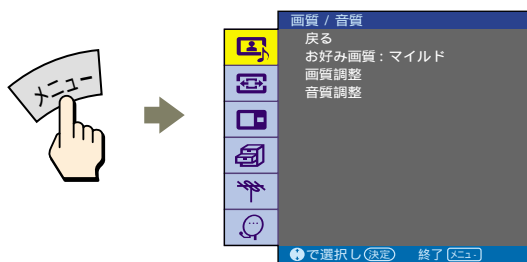 メニュー
画質 / 音質
戻る
お好み画質 : マイルド
画質調整
音質調整
で選択し 決定 終了 メニュー